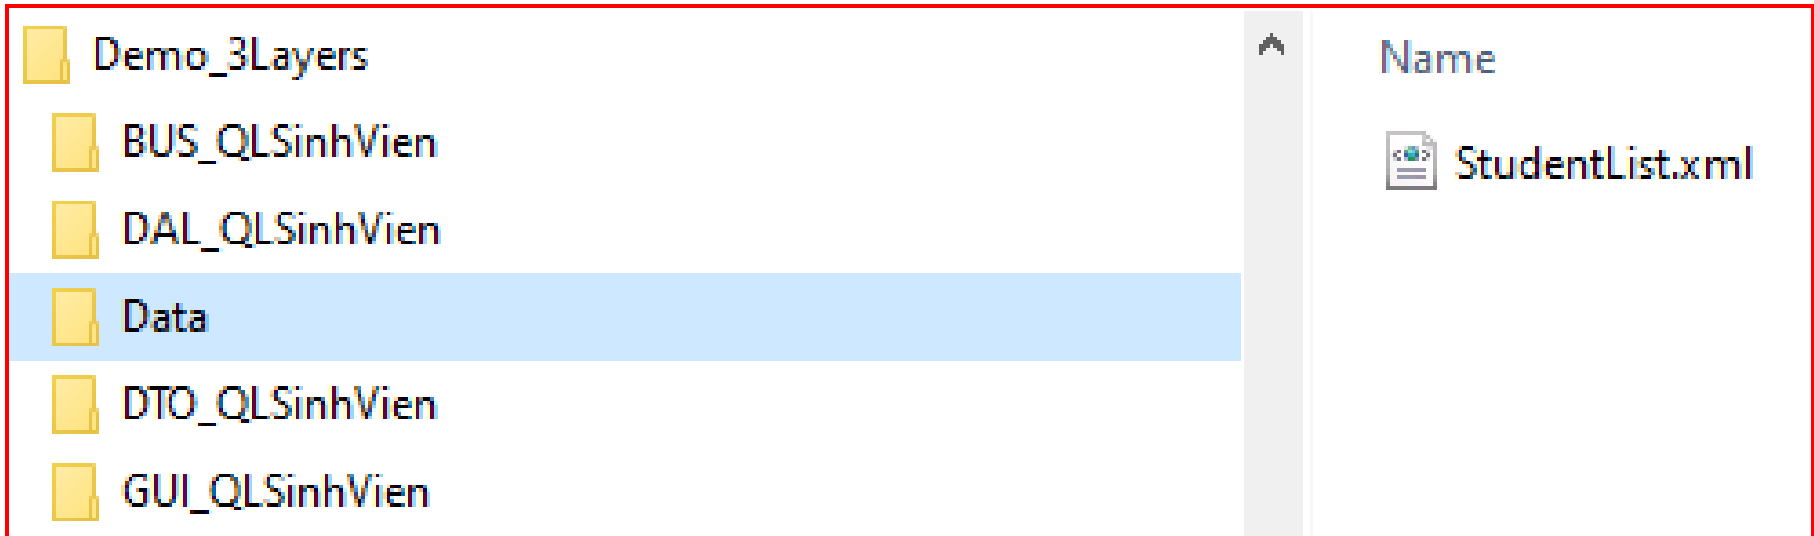 Demo_3Layers
BUS_QLSinhVien
DAL_QLSinhVien
Data
DTO_QLSinhVien
GUI_QLSinhVien
Name
StudentList.xml